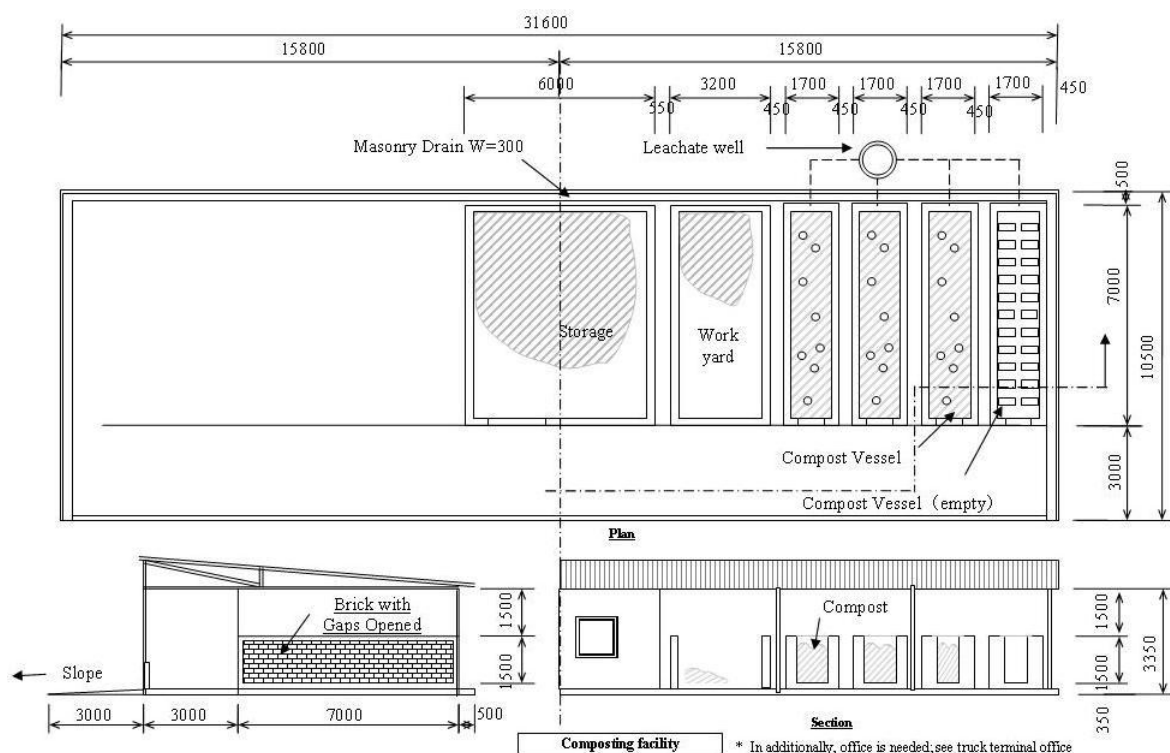 31600
15800 15800
6000 550 3200 450 1700 450 1700 450 1700 450 1700 450
Masonry Drain W=300
Leachate well
500
7000
10500
3000
Storage
Work
yard
Compost Vessel
Compost Vessel (empty)
Plan
Brick with
Gaps Opened
1500
1500
Slope
3000 3000 7000 500
Compost
1500
1500
3350
350
Section
Composting facility
* In additionally, office is needed;see truck terminal office